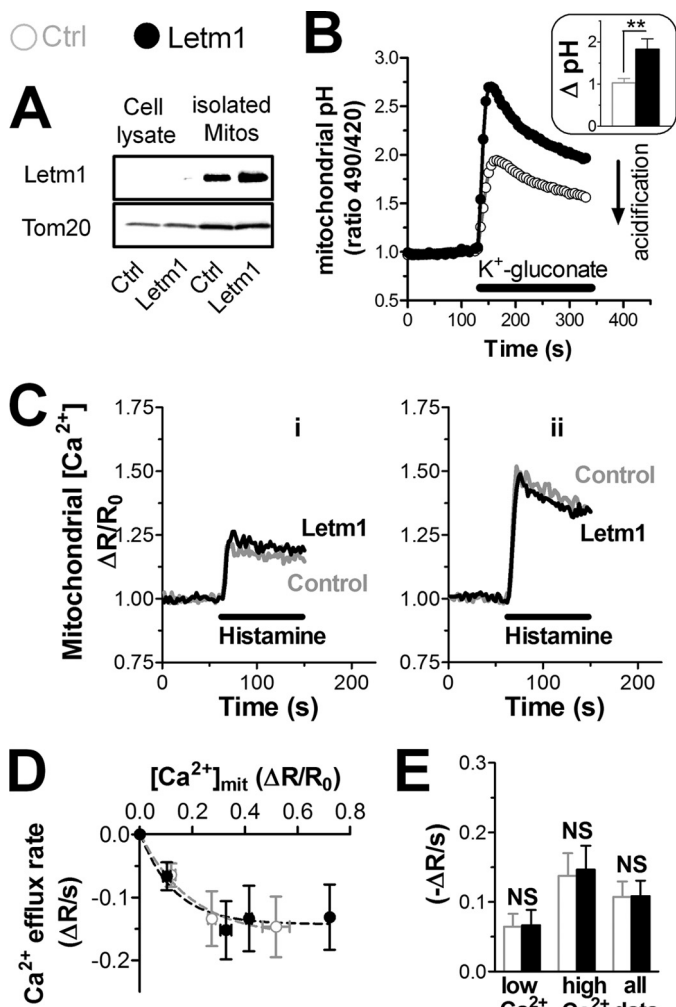 Ctrl
Letm1
A
Cell lysate
isolated Mitos
Letm1
Tom20
Ctrl
Letm1
Ctrl
Letm1
B
mitochondrial pH
(ratio 490/420)
3.0
2.5
2.0
1.5
1.0
0.5
0
100
200
300
400
Time (s)
K⁺-gluconate
acidification
Δ pH
2
1
0
**
C
Mitochondrial [Ca²⁺]
ΔR/R₀
1.75
1.50
1.25
1.00
0.75
i
Letm1
Control
Histamine
0
100
200
Time (s)
1.75
1.50
1.25
1.00
0.75
ii
Control
Letm1
Histamine
0
100
200
Time (s)
D
[Ca²⁺]mit (ΔR/R₀)
0.0
0.2
0.4
0.6
0.8
0.0
-0.1
-0.2
Ca²⁺ efflux rate
(ΔR/s)
E
(-ΔR/s)
0.3
0.2
0.1
0.0
NS
NS
NS
low
high
all
Ca²⁺
Ca²⁺
data